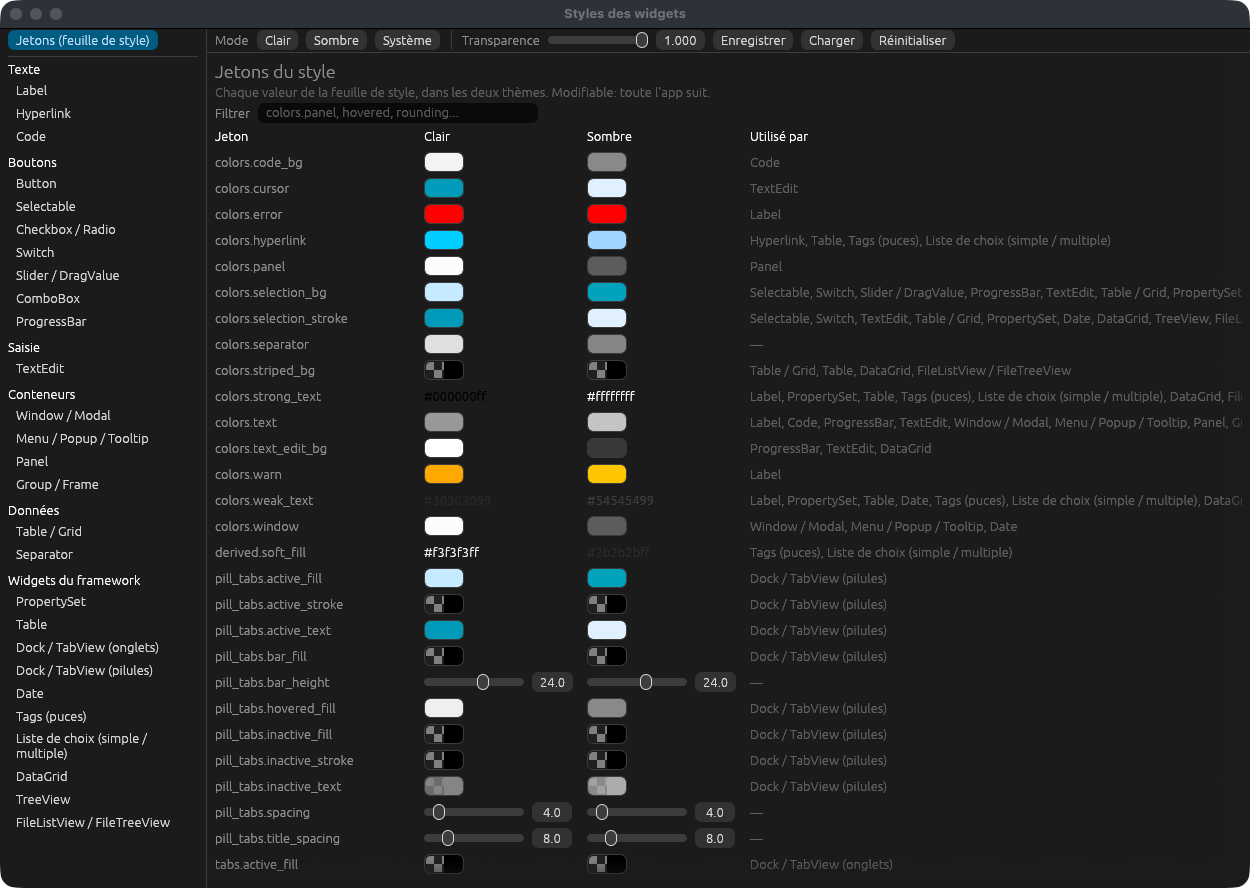 Styles des widgets
Jetons (feuille de style)
Texte
Label
Hyperlink
Code
Boutons
Button
Selectable
Checkbox / Radio
Switch
Slider / DragValue
ComboBox
ProgressBar
Saisie
TextEdit
Conteneurs
Window / Modal
Menu / Popup / Tooltip
Panel
Group / Frame
Données
Table / Grid
Separator
Widgets du framework
PropertySet
Table
Dock / TabView (onglets)
Dock / TabView (pilules)
Date
Tags (puces)
Liste de choix (simple /
multiple)
DataGrid
TreeView
FileListView / FileTreeView
Mode Clair Sombre Système Transparence 1.000 Enregistrer Charger Réinitialiser
Jetons du style
Chaque valeur de la feuille de style, dans les deux thèmes. Modifiable: toute l'app suit.
Filtrer colors.panel, hovered, rounding...
Jeton Clair Sombre Utilisé par
colors.code_bg Code
colors.cursor TextEdit
colors.error Label
colors.hyperlink Hyperlink, Table, Tags (puces), Liste de choix (simple / multiple)
colors.panel Panel
colors.selection_bg Selectable, Switch, Slider / DragValue, ProgressBar, TextEdit, Table / Grid, PropertySet
colors.selection_stroke Selectable, Switch, TextEdit, Table / Grid, PropertySet, Date, DataGrid, TreeView, FileL
colors.separator —
colors.striped_bg Table / Grid, Table, DataGrid, FileListView / FileTreeView
colors.strong_text #000000ff #ffffffff Label, PropertySet, Table, Tags (puces), Liste de choix (simple / multiple), DataGrid, Fil
colors.text Label, Code, ProgressBar, TextEdit, Window / Modal, Menu / Popup / Tooltip, Panel, G
colors.text_edit_bg ProgressBar, TextEdit, DataGrid
colors.warn Label
colors.weak_text #30303099 #54545499 Label, PropertySet, Table, Date, Tags (puces), Liste de choix (simple / multiple), DataG
colors.window Window / Modal, Menu / Popup / Tooltip, Date
derived.soft_fill #f3f3f3ff #2b2b2bff Tags (puces), Liste de choix (simple / multiple)
pill_tabs.active_fill Dock / TabView (pilules)
pill_tabs.active_stroke Dock / TabView (pilules)
pill_tabs.active_text Dock / TabView (pilules)
pill_tabs.bar_fill Dock / TabView (pilules)
pill_tabs.bar_height 24.0 24.0 —
pill_tabs.hovered_fill Dock / TabView (pilules)
pill_tabs.inactive_fill Dock / TabView (pilules)
pill_tabs.inactive_stroke Dock / TabView (pilules)
pill_tabs.inactive_text Dock / TabView (pilules)
pill_tabs.spacing 4.0 4.0 —
pill_tabs.title_spacing 8.0 8.0 —
tabs.active_fill Dock / TabView (onglets)